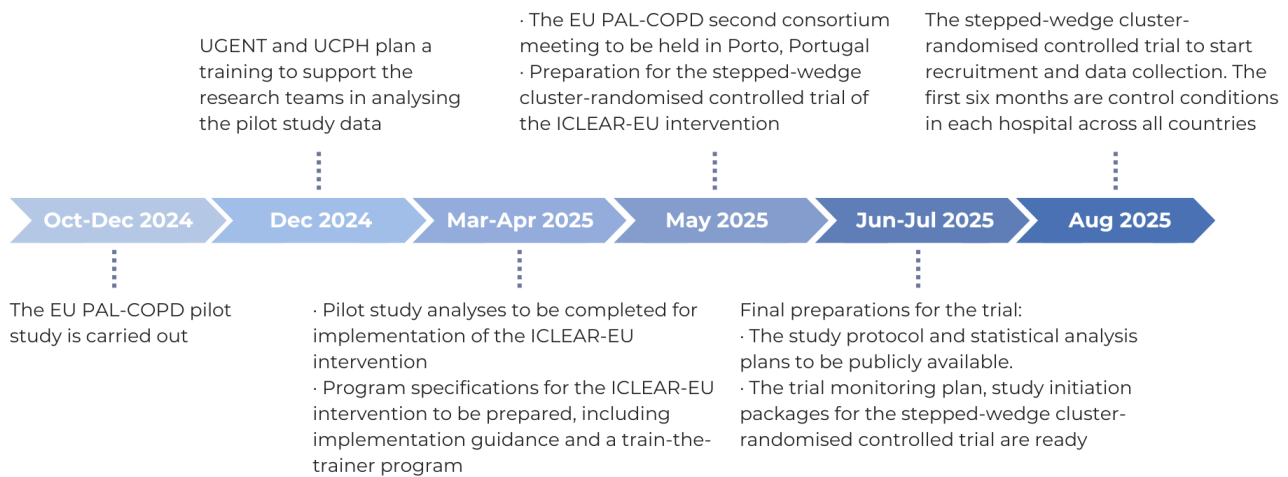 UGENT and UCPH plan a
training to support the
research teams in analysing
the pilot study data
· The EU PAL-COPD second consortium
meeting to be held in Porto, Portugal
· Preparation for the stepped-wedge
cluster-randomised controlled trial of
the ICLEAR-EU intervention
The stepped-wedge cluster-
randomised controlled trial to start
recruitment and data collection. The
first six months are control conditions
in each hospital across all countries
Oct-Dec 2024
Dec 2024
Mar-Apr 2025
May 2025
Jun-Jul 2025
Aug 2025
The EU PAL-COPD pilot
study is carried out
· Pilot study analyses to be completed for
implementation of the ICLEAR-EU
intervention
· Program specifications for the ICLEAR-EU
intervention to be prepared, including
implementation guidance and a train-the-
trainer program
Final preparations for the trial:
· The study protocol and statistical analysis
plans to be publicly available.
· The trial monitoring plan, study initiation
packages for the stepped-wedge cluster-
randomised controlled trial are ready